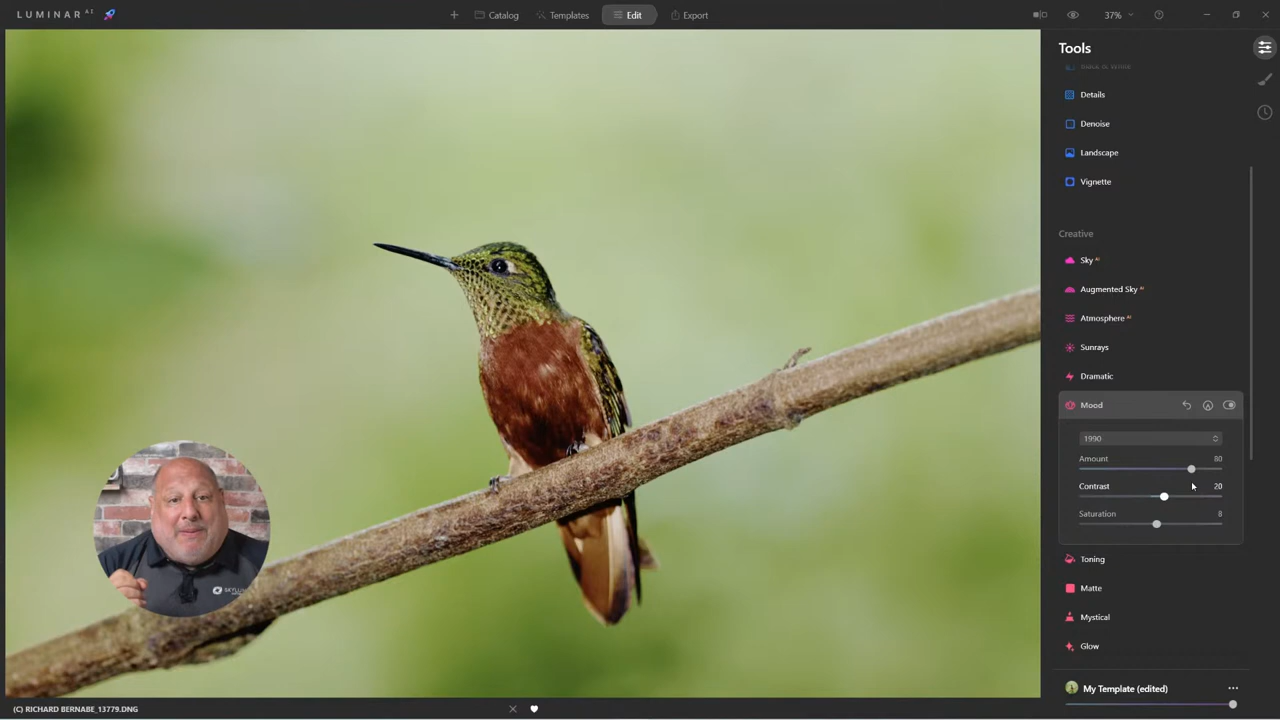 LUMINAR AI
Catalog
Templates
Edit
Export
37%
Tools
Details
Denoise
Landscape
Vignette
Creative
Sky AI
Augmented Sky AI
Atmosphere AI
Sunrays
Dramatic
Mood
1990
Amount 80
Contrast 20
Saturation 8
Toning
Matte
Mystical
Glow
My Template (edited)
(C) RICHARD BERNABE_13779.DNG